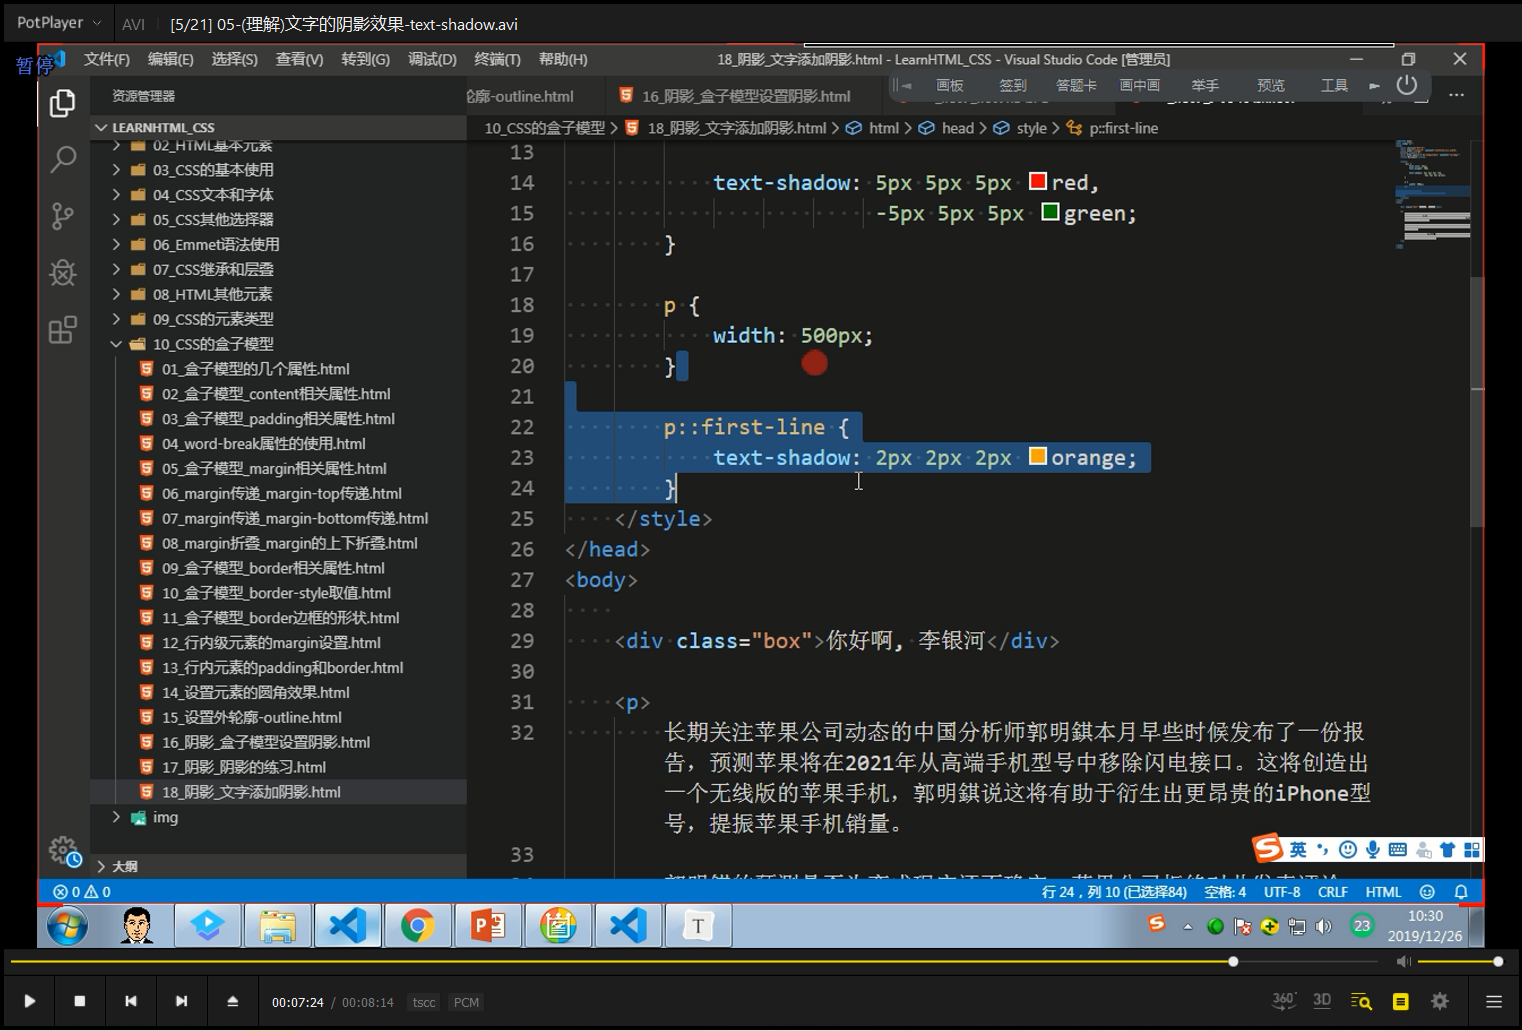 PotPlayer
AVI
[5/21] 05-(理解)文字的阴影效果-text-shadow.avi
暂停
文件(F) 编辑(E) 选择(S) 查看(V) 转到(G) 调试(D) 终端(T) 帮助(H)
18_阴影_文字添加阴影.html - LearnHTML_CSS - Visual Studio Code [管理员]
画板 签到 答题卡 画中画 举手 预览 工具
资源管理器
轮廓-outline.html
16_阴影_盒子模型设置阴影.html
10_CSS的盒子模型 > 18_阴影_文字添加阴影.html > html > head > style > p::first-line
LEARNHTML_CSS
02_HTML基本元素
03_CSS的基本使用
04_CSS文本和字体
05_CSS其他选择器
06_Emmet语法使用
07_CSS继承和层叠
08_HTML其他元素
09_CSS的元素类型
10_CSS的盒子模型
01_盒子模型的几个属性.html
02_盒子模型_content相关属性.html
03_盒子模型_padding相关属性.html
04_word-break属性的使用.html
05_盒子模型_margin相关属性.html
06_margin传递_margin-top传递.html
07_margin传递_margin-bottom传递.html
08_margin折叠_margin的上下折叠.html
09_盒子模型_border相关属性.html
10_盒子模型_border-style取值.html
11_盒子模型_border边框的形状.html
12_行内级元素的margin设置.html
13_行内元素的padding和border.html
14_设置元素的圆角效果.html
15_设置外轮廓-outline.html
16_阴影_盒子模型设置阴影.html
17_阴影_阴影的练习.html
18_阴影_文字添加阴影.html
img
大纲
13
14 text-shadow: 5px 5px 5px red,
15 -5px 5px 5px green;
16 }
17
18 p {
19 width: 500px;
20 }
21
22 p::first-line {
23 text-shadow: 2px 2px 2px orange;
24 }
25 </style>
26 </head>
27 <body>
28
29 <div class="box">你好啊, 李银河</div>
30
31 <p>
32 长期关注苹果公司动态的中国分析师郭明錤本月早些时候发布了一份报
告，预测苹果将在2021年从高端手机型号中移除闪电接口。这将创造出
一个无线版的苹果手机，郭明錤说这将有助于衍生出更昂贵的iPhone型
号，提振苹果手机销量。
33
英
0 0
行 24，列 10 (已选择84) 空格: 4 UTF-8 CRLF HTML
T
23
10:30
2019/12/26
00:07:24 / 00:08:14 tscc PCM
360° 3D